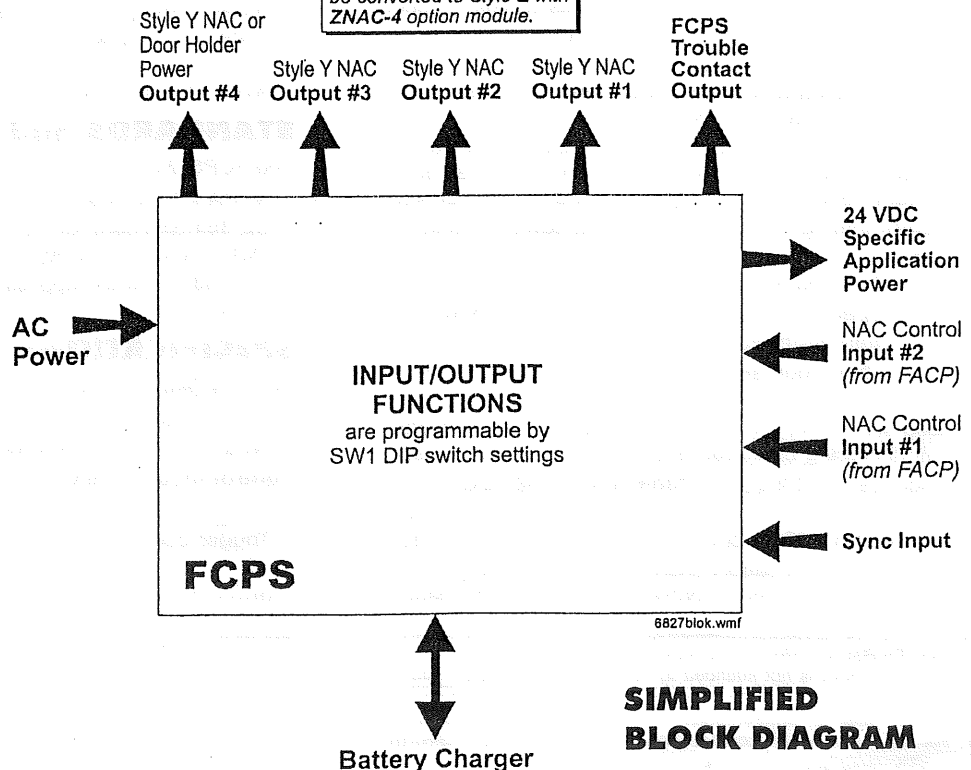 be converted to Style Z with
ZNAC-4 option module.
Style Y NAC or
Door Holder
Power
Output #4
Style Y NAC
Output #3
Style Y NAC
Output #2
Style Y NAC
Output #1
FCPS
Trouble
Contact
Output
24 VDC
Specific
Application
Power
AC
Power
NAC Control
Input #2
(from FACP)
INPUT/OUTPUT
FUNCTIONS
are programmable by
SW1 DIP switch settings
NAC Control
Input #1
(from FACP)
Sync Input
FCPS
6827blok.wmf
SIMPLIFIED
BLOCK DIAGRAM
Battery Charger